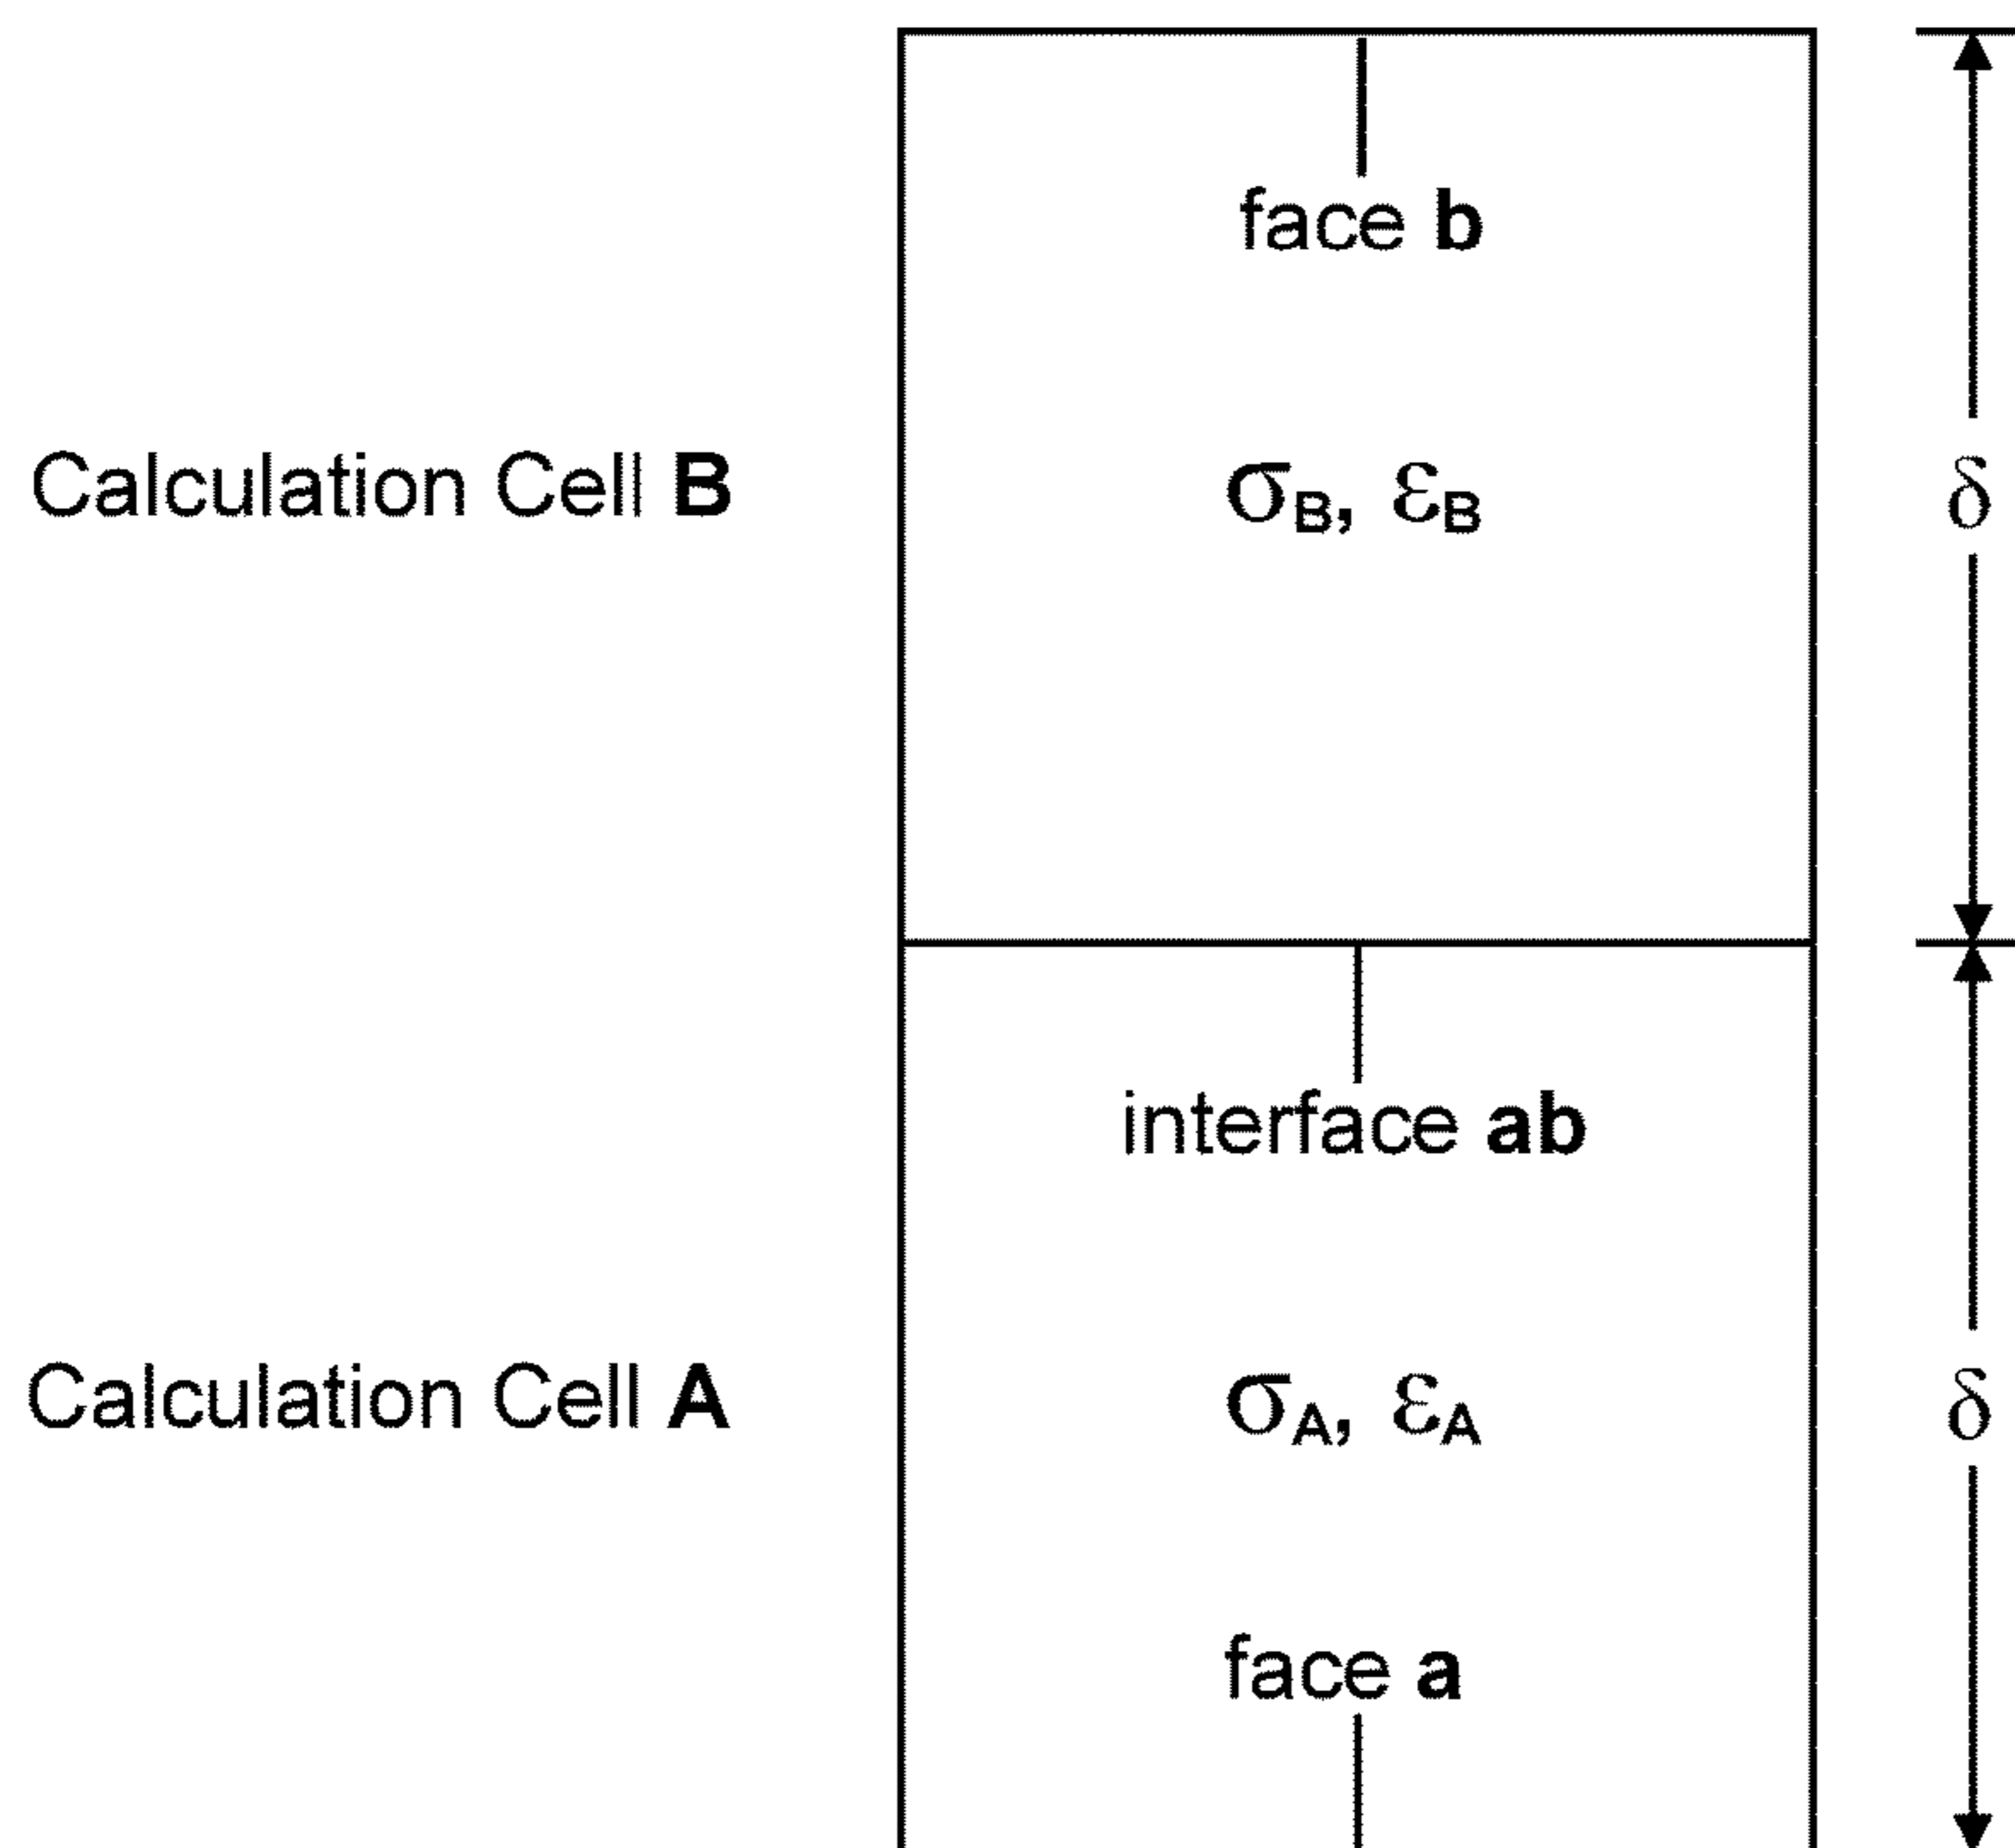 face b
Calculation Cell B
σB, εB
δ
interface ab
Calculation Cell A
σA, εA
δ
face a